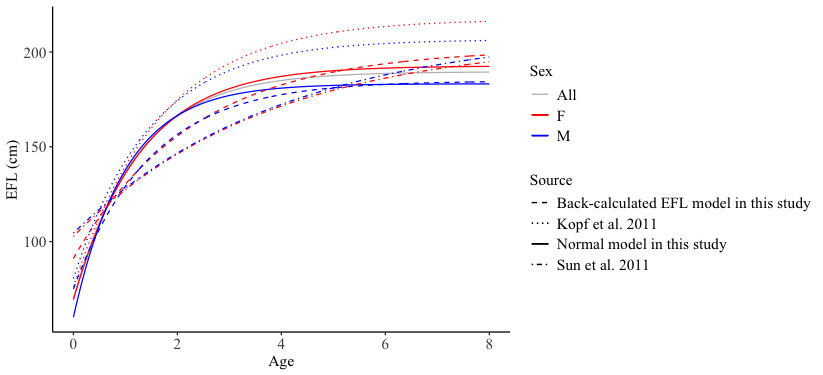 200
150
100
EFL (cm)
0 2 4 6 8
Age
Sex
All
F
M
Source
Back-calculated EFL model in this study
Kopf et al. 2011
Normal model in this study
Sun et al. 2011